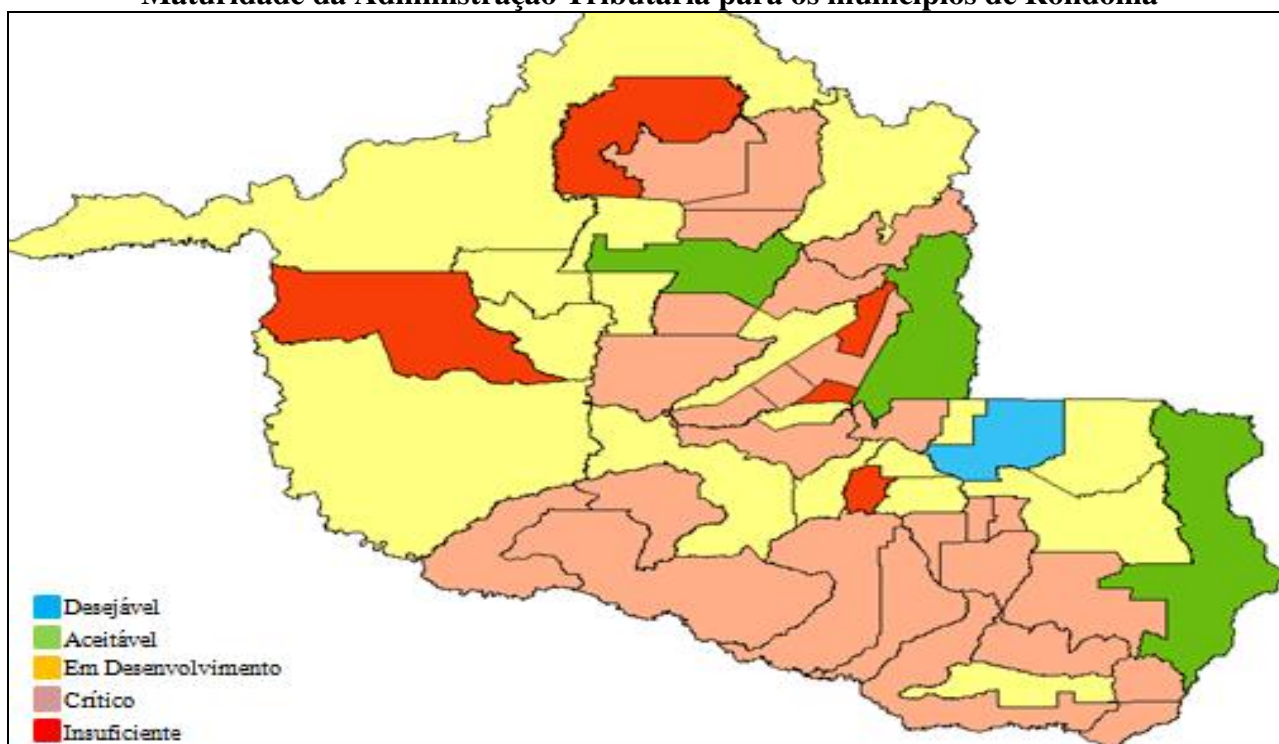 Maturidade da Administração Tributária para os municípios de Rondônia
Desejável
Aceitável
Em Desenvolvimento
Crítico
Insuficiente